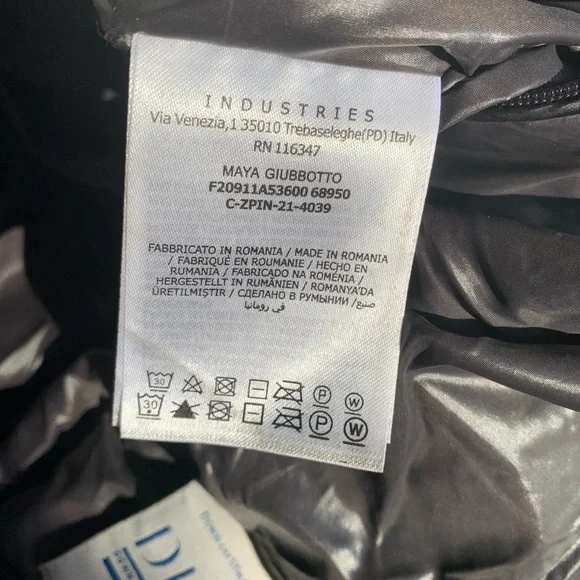 INDUSTRIES
Via Venezia,1 35010 Trebaseleghe(PD) Italy
RN 116347
MAYA GIUBBOTTO
F20911A53600 68950
C-ZPIN-21-4039
FABBRICATO IN ROMANIA / MADE IN ROMANIA
/ FABRIQUÉ EN ROUMANIE / HECHO EN
RUMANIA / FABRICADO NA ROMÉNIA /
HERGESTELLT IN RUMÄNIEN / ROMANYA'DA
ÜRETILMIŞTIR / СДЕЛАНО В РУМЫНИИ / صنع
في رومانيا
30 P W
30 P W